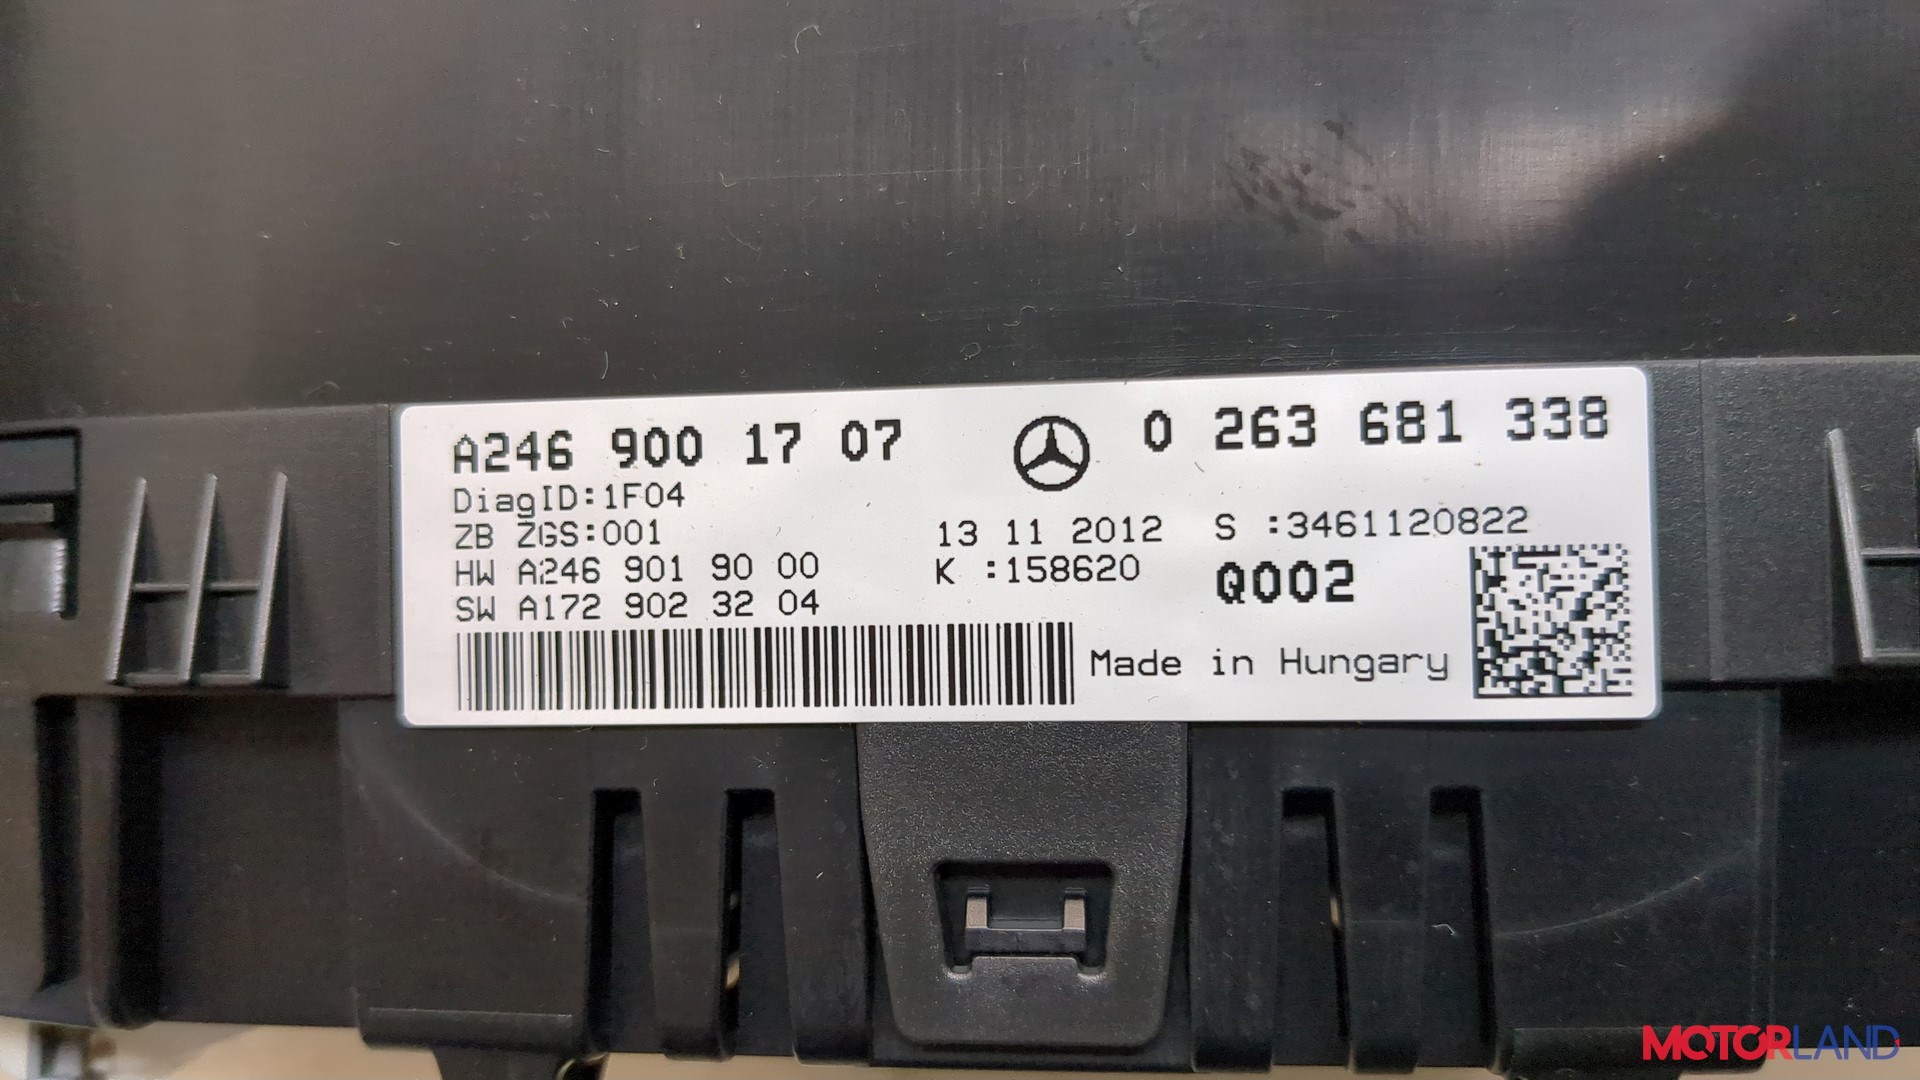 A246 900 17 07 0 263 681 338
DiagID:1F04
ZB ZGS:001 13 11 2012 S :3461120822
HW A246 901 90 00 K :158620 Q002
SW A172 902 32 04
Made in Hungary
MOTORLAND